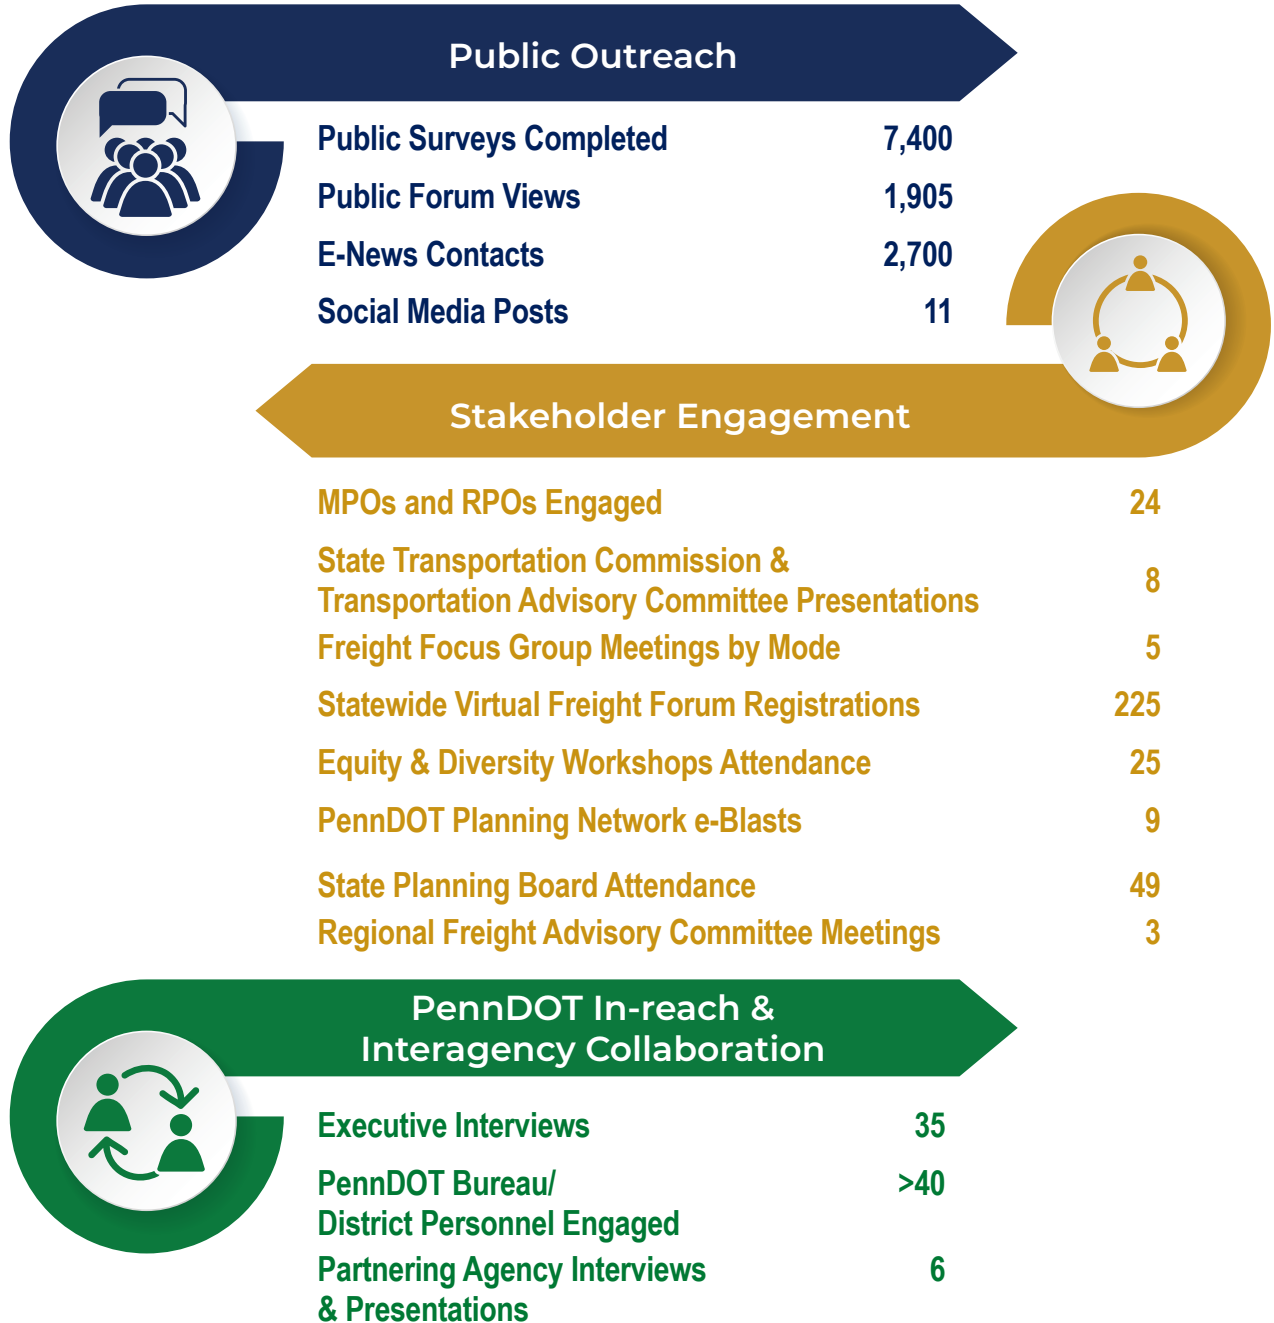 Public Outreach
Public Surveys Completed 7,400
Public Forum Views 1,905
E-News Contacts 2,700
Social Media Posts 11
Stakeholder Engagement
MPOs and RPOs Engaged 24
State Transportation Commission &
Transportation Advisory Committee Presentations 8
Freight Focus Group Meetings by Mode 5
Statewide Virtual Freight Forum Registrations 225
Equity & Diversity Workshops Attendance 25
PennDOT Planning Network e-Blasts 9
State Planning Board Attendance 49
Regional Freight Advisory Committee Meetings 3
PennDOT In-reach &
Interagency Collaboration
Executive Interviews 35
PennDOT Bureau/ >40
District Personnel Engaged
Partnering Agency Interviews 6
& Presentations